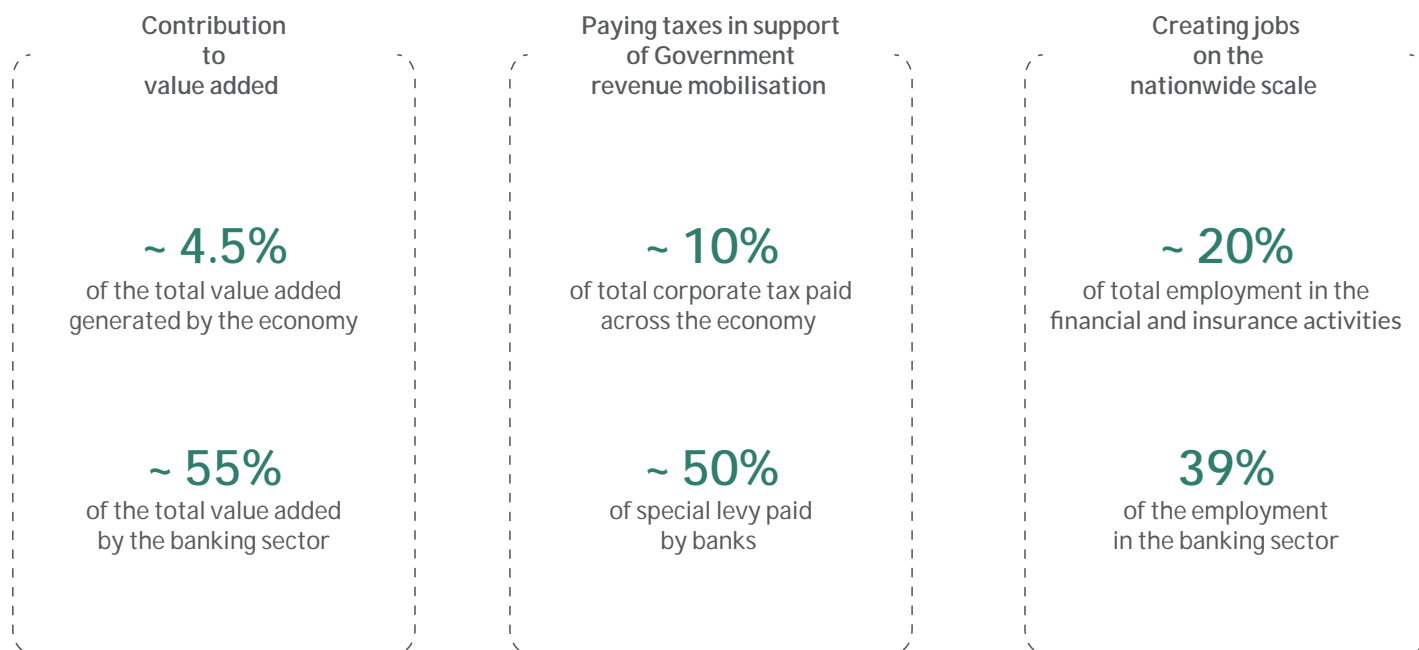 Contribution
to
value added
~ 4.5%
of the total value added
generated by the economy
~ 55%
of the total value added
by the banking sector
Paying taxes in support
of Government
revenue mobilisation
~ 10%
of total corporate tax paid
across the economy
~ 50%
of special levy paid
by banks
Creating jobs
on the
nationwide scale
~ 20%
of total employment in the
financial and insurance activities
39%
of the employment
in the banking sector